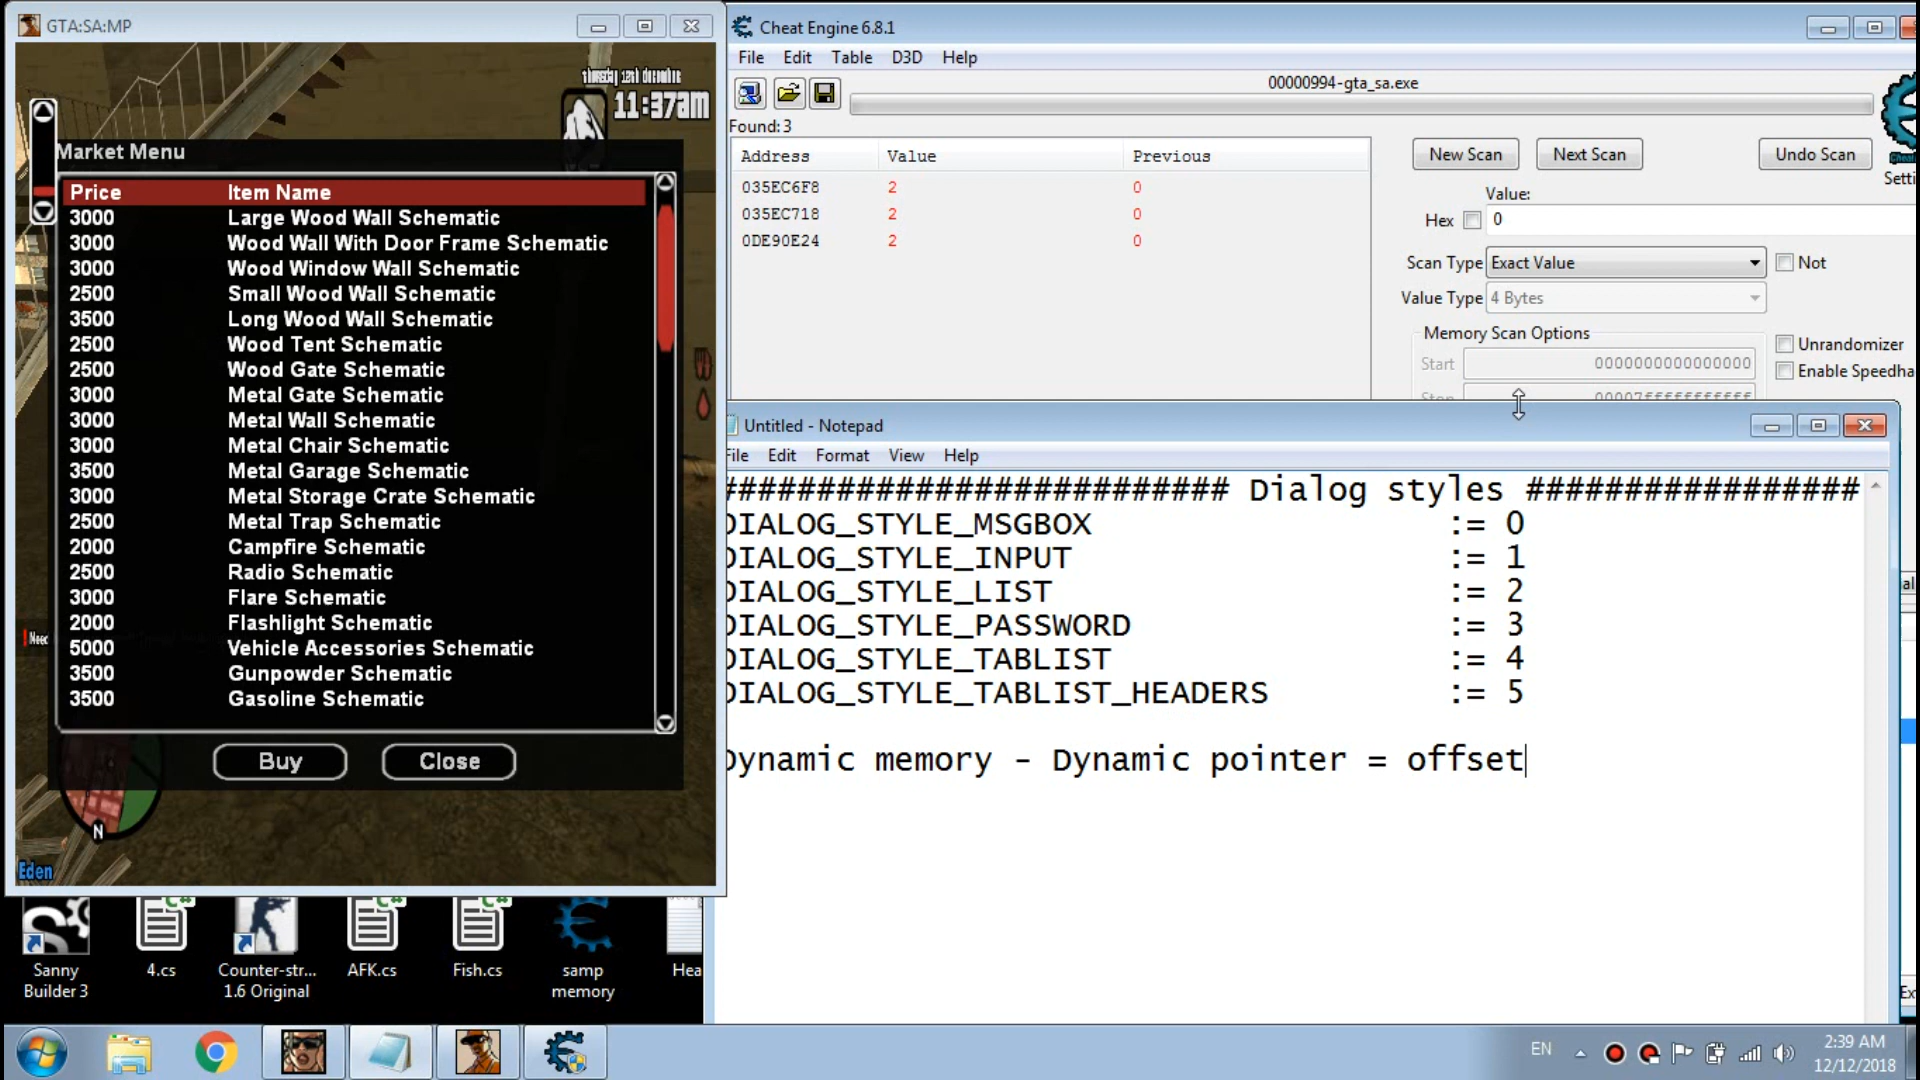 GTA:SA:MP
thursday 12th december
11:37am
Market Menu
Price Item Name
3000 Large Wood Wall Schematic
3000 Wood Wall With Door Frame Schematic
3000 Wood Window Wall Schematic
2500 Small Wood Wall Schematic
3500 Long Wood Wall Schematic
2500 Wood Tent Schematic
2500 Wood Gate Schematic
3000 Metal Gate Schematic
3000 Metal Wall Schematic
3000 Metal Chair Schematic
3500 Metal Garage Schematic
3000 Metal Storage Crate Schematic
2500 Metal Trap Schematic
2000 Campfire Schematic
2500 Radio Schematic
3000 Flare Schematic
2000 Flashlight Schematic
5000 Vehicle Accessories Schematic
3500 Gunpowder Schematic
3500 Gasoline Schematic
Buy Close
! Need
N
Eden
Cheat Engine 6.8.1
File Edit Table D3D Help
00000994-gta_sa.exe
Found: 3
Address Value Previous
035EC6F8 2 0
035EC718 2 0
0DE90E24 2 0
New Scan Next Scan Undo Scan
Setti
Value:
Hex 0
Scan Type Exact Value Not
Value Type 4 Bytes
Memory Scan Options
Start 0000000000000000
Unrandomizer
Enable Speedha
Stop 00007fffffffffff
Untitled - Notepad
File Edit Format View Help
########################## Dialog styles #################
DIALOG_STYLE_MSGBOX := 0
DIALOG_STYLE_INPUT := 1
DIALOG_STYLE_LIST := 2
DIALOG_STYLE_PASSWORD := 3
DIALOG_STYLE_TABLIST := 4
DIALOG_STYLE_TABLIST_HEADERS := 5
Dynamic memory - Dynamic pointer = offset
al
Ex
Sanny Builder 3
4.cs
Counter-str... 1.6 Original
AFK.cs
Fish.cs
samp memory
Hea
EN
2:39 AM
12/12/2018